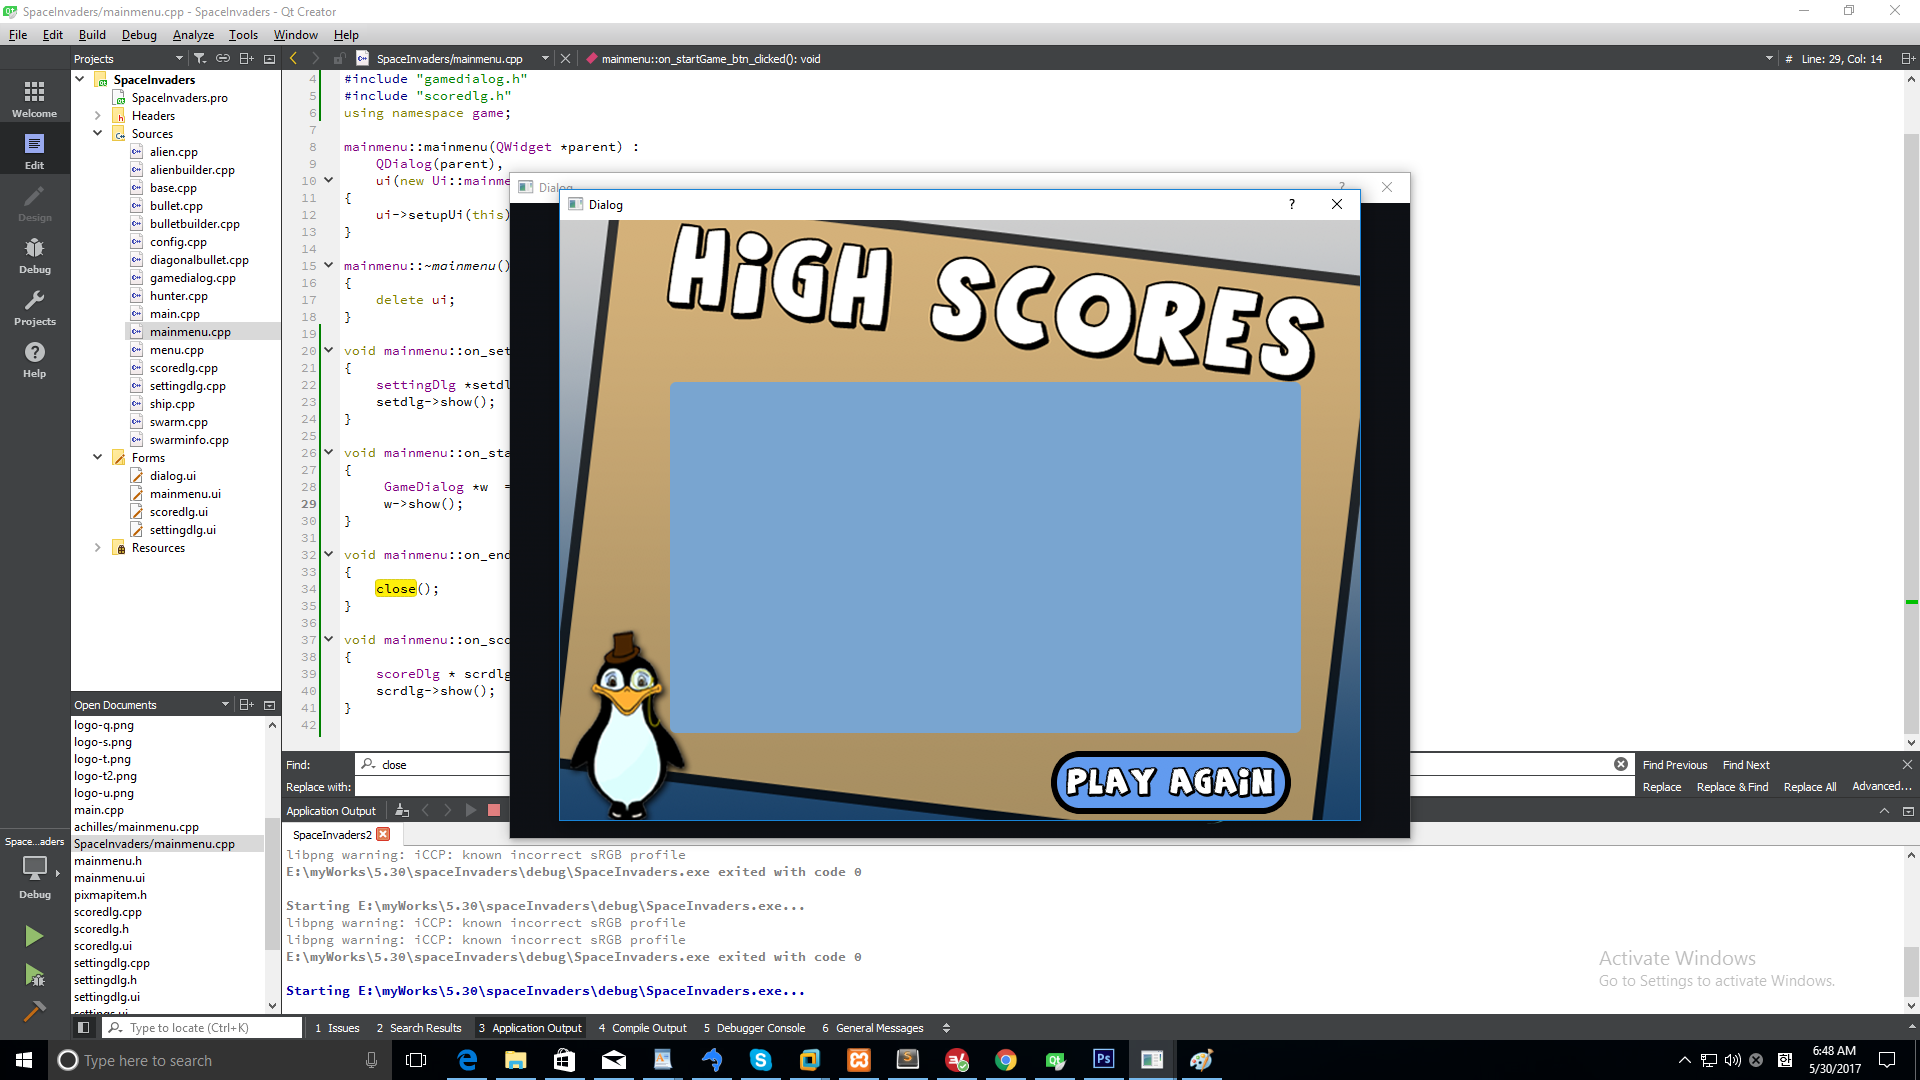 SpaceInvaders/mainmenu.cpp - SpaceInvaders - Qt Creator
File Edit Build Debug Analyze Tools Window Help
Projects
SpaceInvaders/mainmenu.cpp
mainmenu::on_startGame_btn_clicked(): void
# Line: 29, Col: 14
Welcome
Edit
Design
Debug
Projects
Help
SpaceInvaders
SpaceInvaders.pro
Headers
Sources
alien.cpp
alienbuilder.cpp
base.cpp
bullet.cpp
bulletbuilder.cpp
config.cpp
diagonalbullet.cpp
gamedialog.cpp
hunter.cpp
main.cpp
mainmenu.cpp
menu.cpp
scoredlg.cpp
settingdlg.cpp
ship.cpp
swarm.cpp
swarminfo.cpp
Forms
dialog.ui
mainmenu.ui
scoredlg.ui
settingdlg.ui
Resources
4 #include "gamedialog.h"
5 #include "scoredlg.h"
6 using namespace game;
7
8 mainmenu::mainmenu(QWidget *parent) :
9 QDialog(parent),
10 ui(new Ui::mainme
11 {
12 ui->setupUi(this)
13 }
14
15 mainmenu::~mainmenu()
16 {
17 delete ui;
18 }
19
20 void mainmenu::on_set
21 {
22 settingDlg *setdl
23 setdlg->show();
24 }
25
26 void mainmenu::on_sta
27 {
28 GameDialog *w =
29 w->show();
30 }
31
32 void mainmenu::on_end
33 {
34 close();
35 }
36
37 void mainmenu::on_sco
38 {
39 scoreDlg * scrdlg
40 scrdlg->show();
41 }
42
Dialog
Dialog
?
HIGH SCORES
PLAY AGAIN
Open Documents
logo-q.png
logo-s.png
logo-t.png
logo-t2.png
logo-u.png
main.cpp
achilles/mainmenu.cpp
SpaceInvaders/mainmenu.cpp
mainmenu.h
mainmenu.ui
pixmapitem.h
scoredlg.cpp
scoredlg.h
scoredlg.ui
settingdlg.cpp
settingdlg.h
settingdlg.ui
Space...aders
Debug
Find: close
Find Previous Find Next
Replace with:
Replace Replace & Find Replace All Advanced...
Application Output
SpaceInvaders2
libpng warning: iCCP: known incorrect sRGB profile
E:\myWorks\5.30\spaceInvaders\debug\SpaceInvaders.exe exited with code 0
Starting E:\myWorks\5.30\spaceInvaders\debug\SpaceInvaders.exe...
libpng warning: iCCP: known incorrect sRGB profile
libpng warning: iCCP: known incorrect sRGB profile
E:\myWorks\5.30\spaceInvaders\debug\SpaceInvaders.exe exited with code 0
Starting E:\myWorks\5.30\spaceInvaders\debug\SpaceInvaders.exe...
Activate Windows
Go to Settings to activate Windows.
Type to locate (Ctrl+K)
1 Issues 2 Search Results 3 Application Output 4 Compile Output 5 Debugger Console 6 General Messages
Type here to search
Ps
한
6:48 AM
5/30/2017